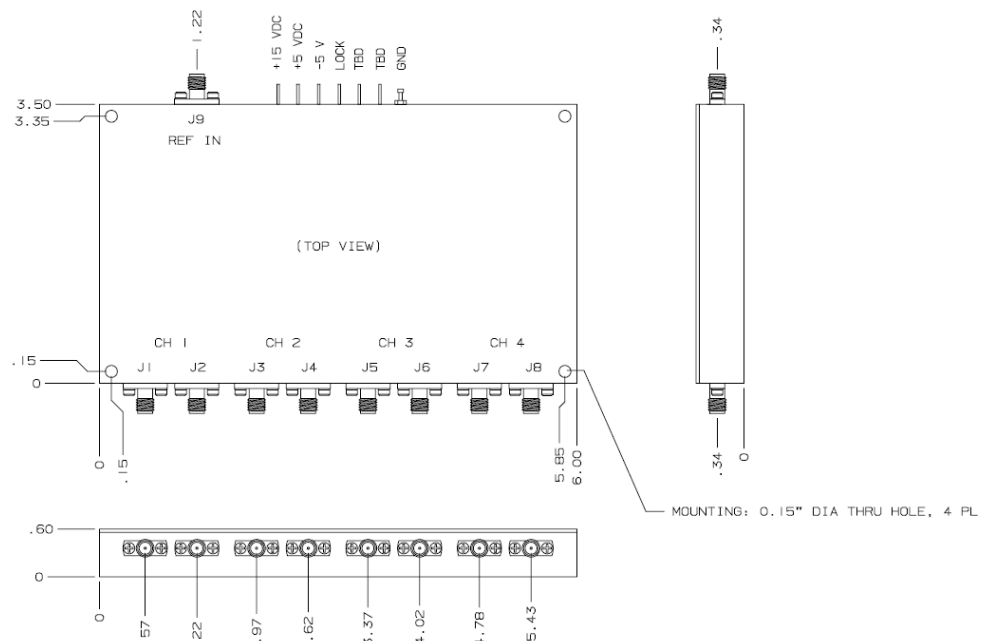 1.22
+15 VDC
+5 VDC
-5 V
LOCK
TBD
TBD
GND
.34
3.50
3.35
J9
REF IN
(TOP VIEW)
CH 1
CH 2
CH 3
CH 4
J1 J2 J3 J4 J5 J6 J7 J8
.15
0
0
.15
5.85
6.00
.34
0
MOUNTING: 0.15" DIA THRU HOLE, 4 PL
.60
0
0
5.43